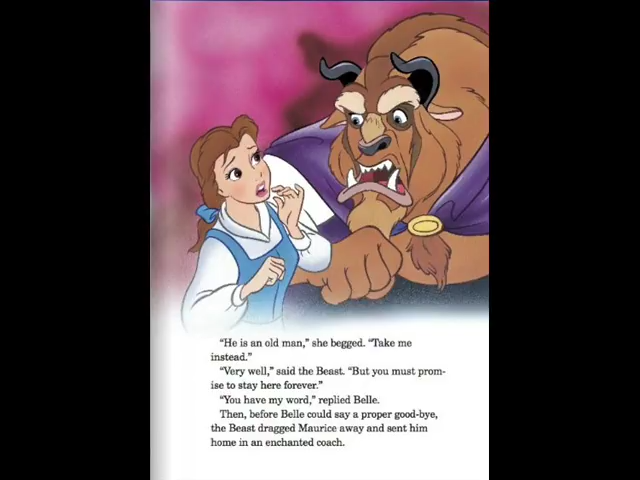 “He is an old man,” she begged. “Take me
instead.”
“Very well,” said the Beast. “But you must prom-
ise to stay here forever.”
“You have my word,” replied Belle.
Then, before Belle could say a proper good-bye,
the Beast dragged Maurice away and sent him
home in an enchanted coach.